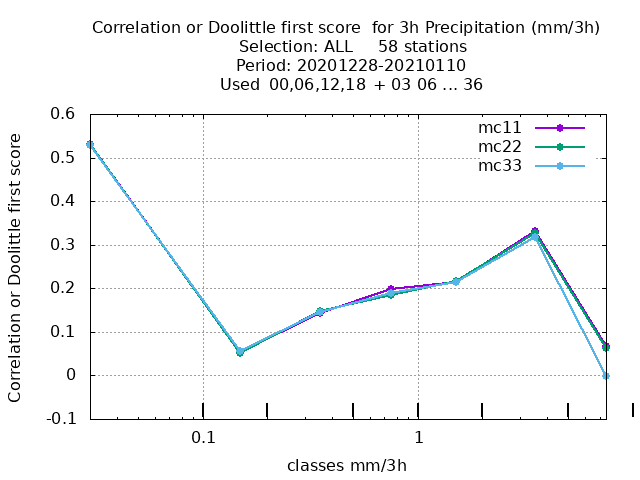 Correlation or Doolittle first score  for 3h Precipitation (mm/3h)
Selection: ALL     58 stations
Period: 20201228-20210110
Used  00,06,12,18  + 03 06 ... 36
mc11
mc22
mc33
Correlation or Doolittle first score
0.6
0.5
0.4
0.3
0.2
0.1
0
-0.1
0.1
1
classes mm/3h